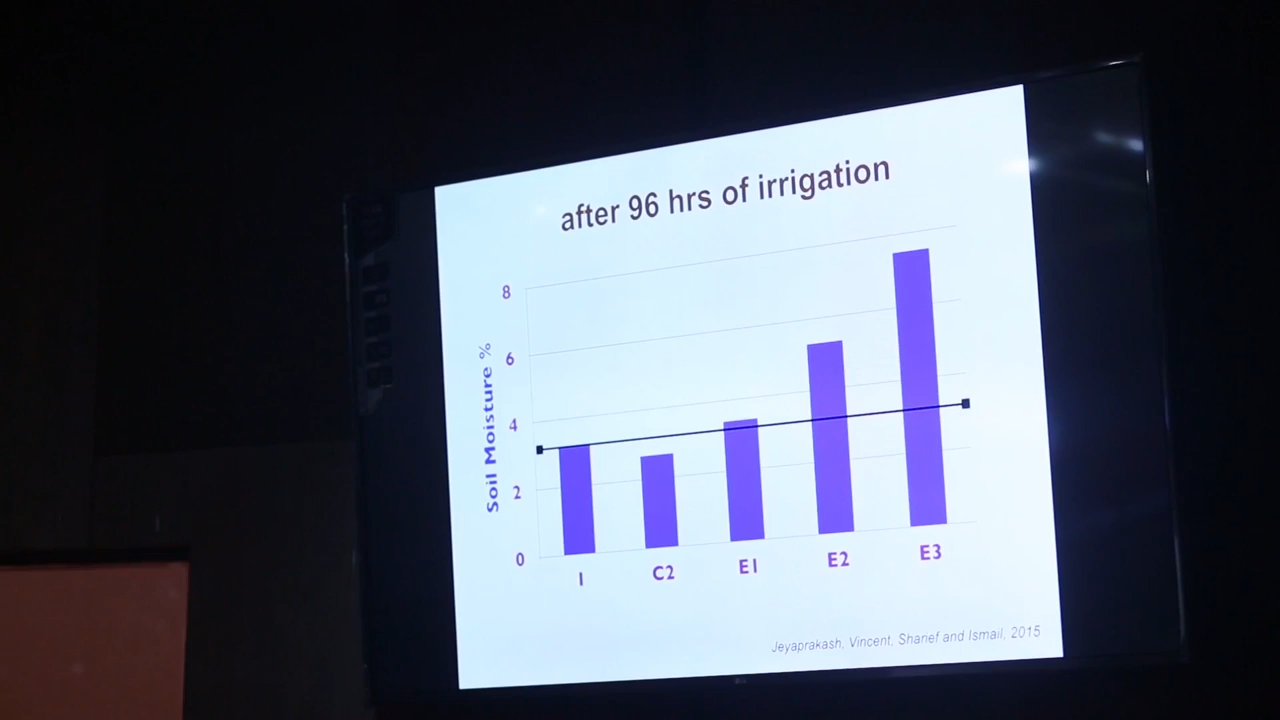 after 96 hrs of irrigation
8
6
4
2
0
Soil Moisture %
I
C2
E1
E2
E3
Jeyaprakash, Vincent, Sharief and Ismail, 2015